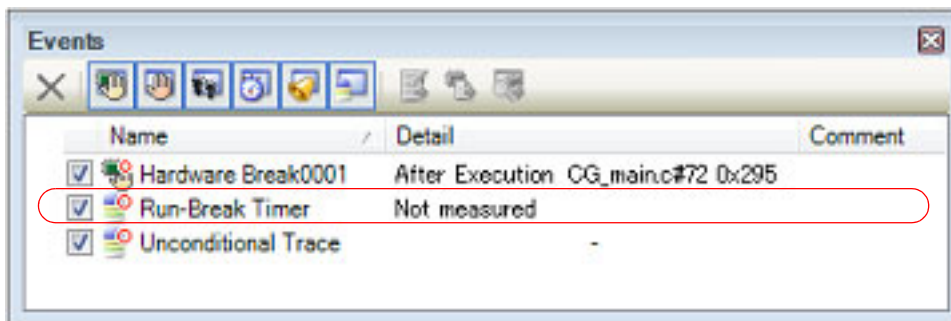 Events
Name Detail Comment
Hardware Break0001 After Execution CG_main.c#72 0x295
Run-Break Timer Not measured
Unconditional Trace -